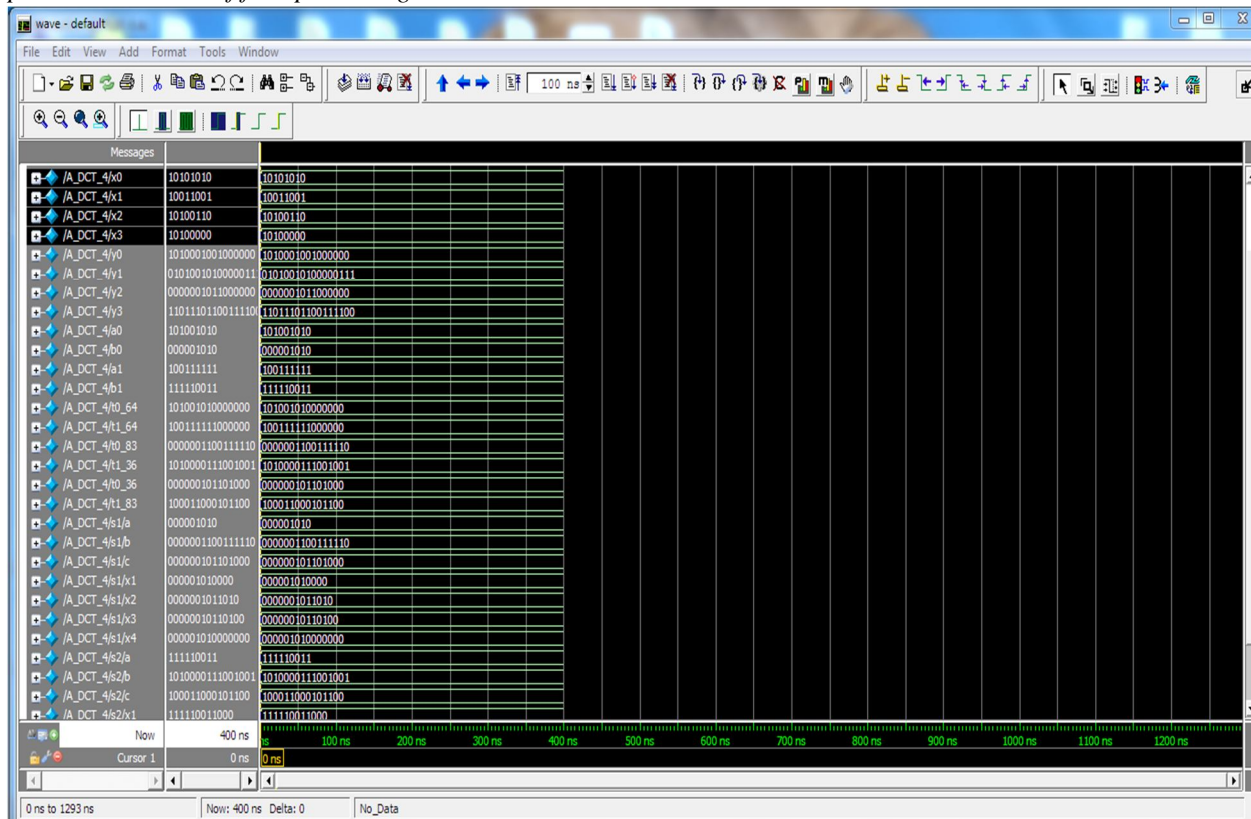 wave - default
File Edit View Add Format Tools Window
100 ns
Messages
/A_DCT_4/x0 10101010 10101010
/A_DCT_4/x1 10011001 10011001
/A_DCT_4/x2 10100110 10100110
/A_DCT_4/x3 10100000 10100000
/A_DCT_4/y0 1010001001000000 1010001001000000
/A_DCT_4/y1 0101001010000011 01010010100000111
/A_DCT_4/y2 0000001011000000 0000001011000000
/A_DCT_4/y3 1101110110011110 11011101100111100
/A_DCT_4/a0 101001010 101001010
/A_DCT_4/b0 000001010 000001010
/A_DCT_4/a1 100111111 100111111
/A_DCT_4/b1 111110011 111110011
/A_DCT_4/t0_64 101001010000000 101001010000000
/A_DCT_4/t1_64 100111111000000 100111111000000
/A_DCT_4/t0_83 0000001100111110 0000001100111110
/A_DCT_4/t1_36 1010000111001001 1010000111001001
/A_DCT_4/t0_36 000000101101000 000000101101000
/A_DCT_4/t1_83 100011000101100 100011000101100
/A_DCT_4/s1/a 000001010 000001010
/A_DCT_4/s1/b 0000001100111110 0000001100111110
/A_DCT_4/s1/c 000000101101000 000000101101000
/A_DCT_4/s1/x1 000001010000 000001010000
/A_DCT_4/s1/x2 0000001011010 0000001011010
/A_DCT_4/s1/x3 00000010110100 00000010110100
/A_DCT_4/s1/x4 000001010000000 000001010000000
/A_DCT_4/s2/a 111110011 111110011
/A_DCT_4/s2/b 1010000111001001 1010000111001001
/A_DCT_4/s2/c 100011000101100 100011000101100
/A_DCT_4/s2/x1 111110011000 111110011000
Now 400 ns ns 100 ns 200 ns 300 ns 400 ns 500 ns 600 ns 700 ns 800 ns 900 ns 1000 ns 1100 ns 1200 ns
Cursor 1 0 ns 0 ns
0 ns to 1293 ns Now: 400 ns Delta: 0 No_Data